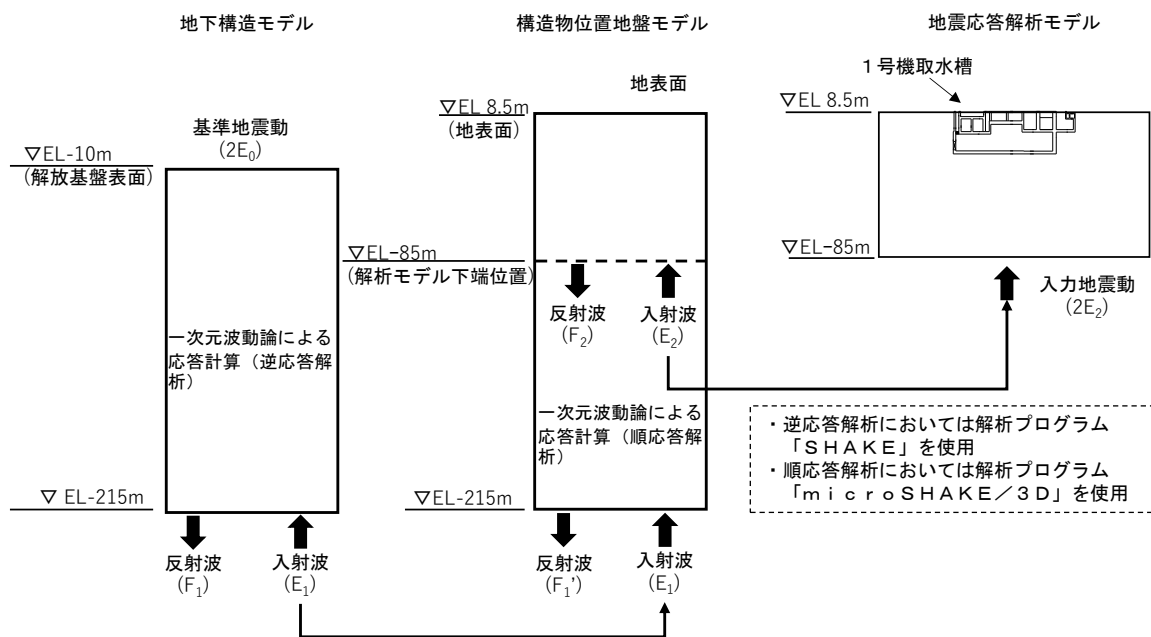 地下構造モデル
基準地震動
(2E₀)
▽EL-10m
(解放基盤表面)
一次元波動論による
応答計算(逆応答解
析)
▽ EL-215m
反射波
(F₁)
入射波
(E₁)
構造物位置地盤モデル
地表面
▽EL 8.5m
(地表面)
▽EL-85m
(解析モデル下端位置)
反射波
(F₂)
入射波
(E₂)
一次元波動論による
応答計算(順応答解
析)
▽EL-215m
反射波
(F₁')
入射波
(E₁)
地震応答解析モデル
1号機取水槽
▽EL 8.5m
▽EL-85m
入力地震動
(2E₂)
・逆応答解析においては解析プログラム
「SHAKE」を使用
・順応答解析においては解析プログラム
「microSHAKE/3D」を使用